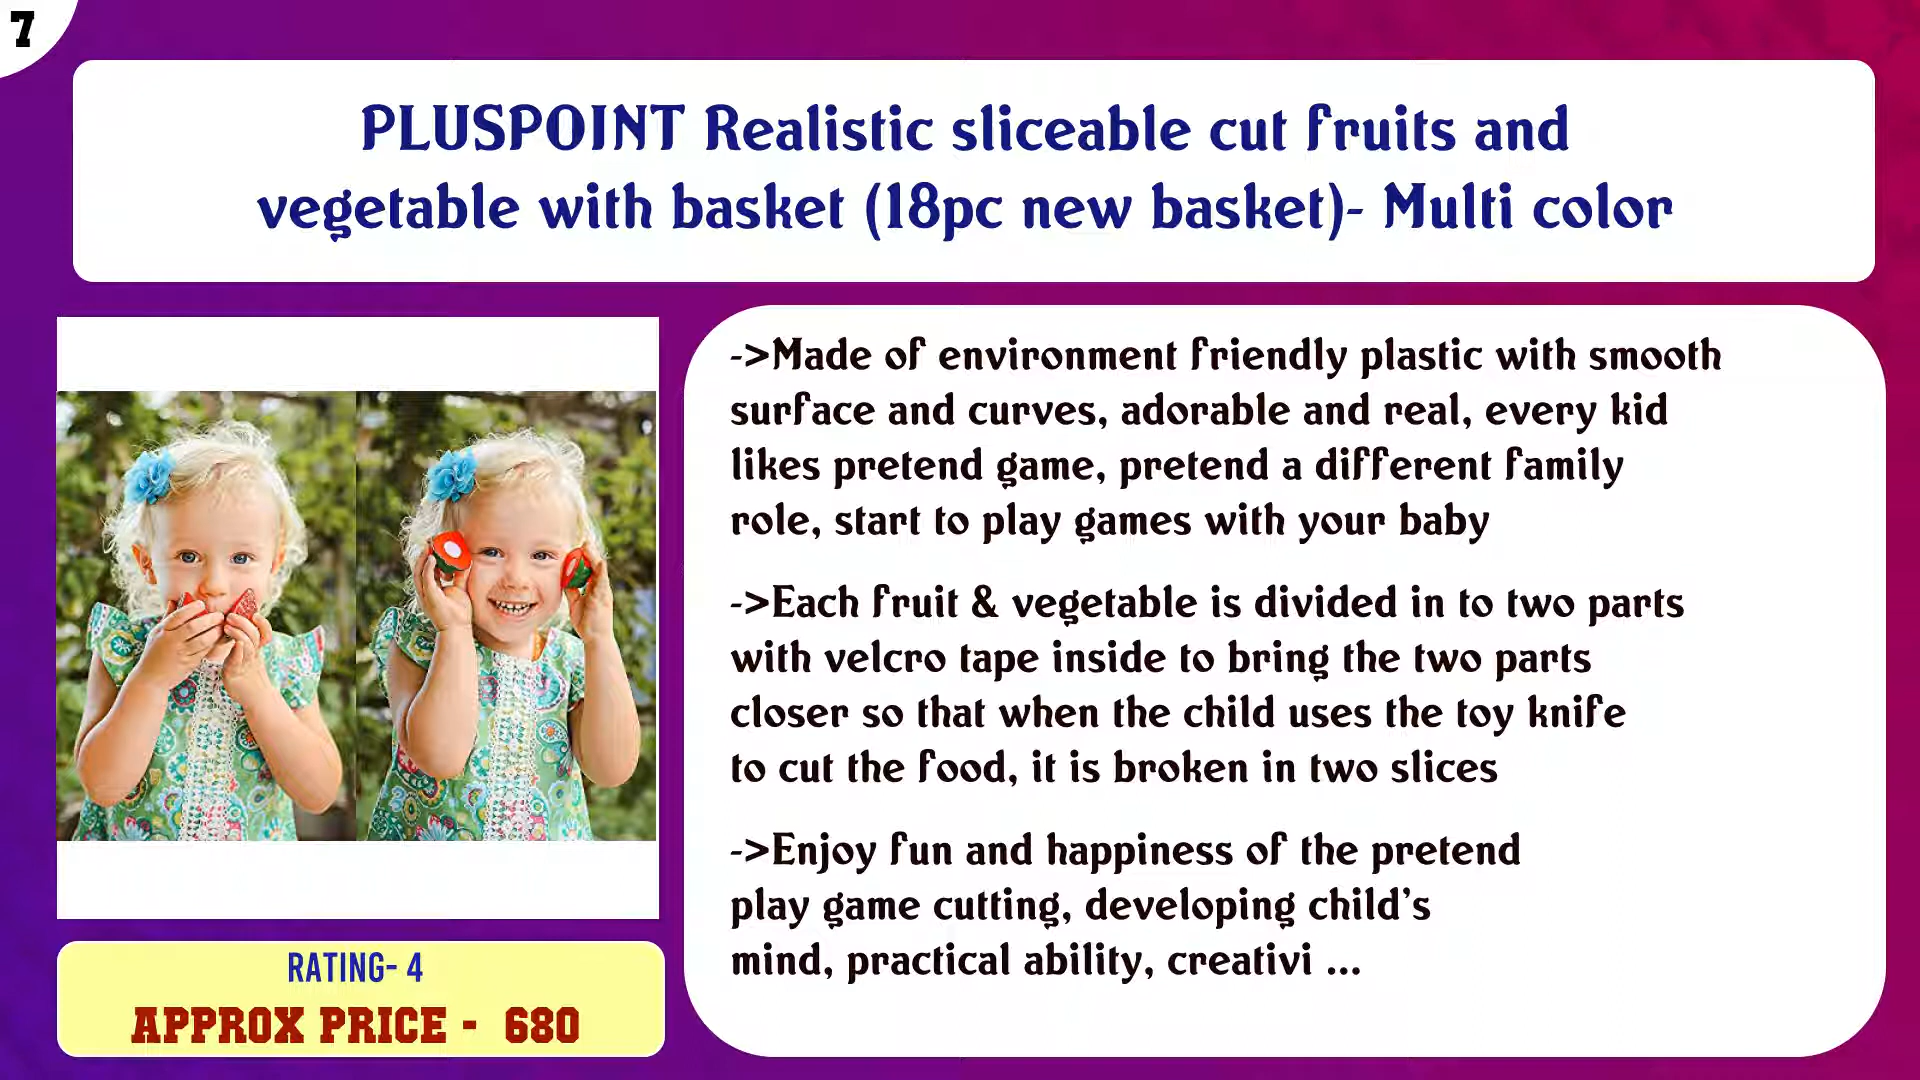 7
PLUSPOINT Realistic sliceable cut fruits and
vegetable with basket (18pc new basket)- Multi color
->Made of environment friendly plastic with smooth
surface and curves, adorable and real, every kid
likes pretend game, pretend a different family
role, start to play games with your baby
->Each fruit & vegetable is divided in to two parts
with velcro tape inside to bring the two parts
closer so that when the child uses the toy knife
to cut the food, it is broken in two slices
->Enjoy fun and happiness of the pretend
play game cutting, developing child's
mind, practical ability, creativi ...
RATING- 4
APPROX PRICE - 680